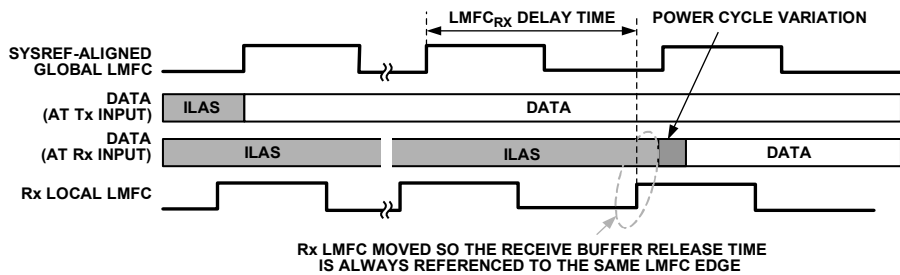 LMFCRX DELAY TIME
POWER CYCLE VARIATION
SYSREF-ALIGNED
GLOBAL LMFC
DATA
(AT Tx INPUT)
ILAS
DATA
DATA
(AT Rx INPUT)
ILAS
ILAS
DATA
Rx LOCAL LMFC
Rx LMFC MOVED SO THE RECEIVE BUFFER RELEASE TIME
IS ALWAYS REFERENCED TO THE SAME LMFC EDGE